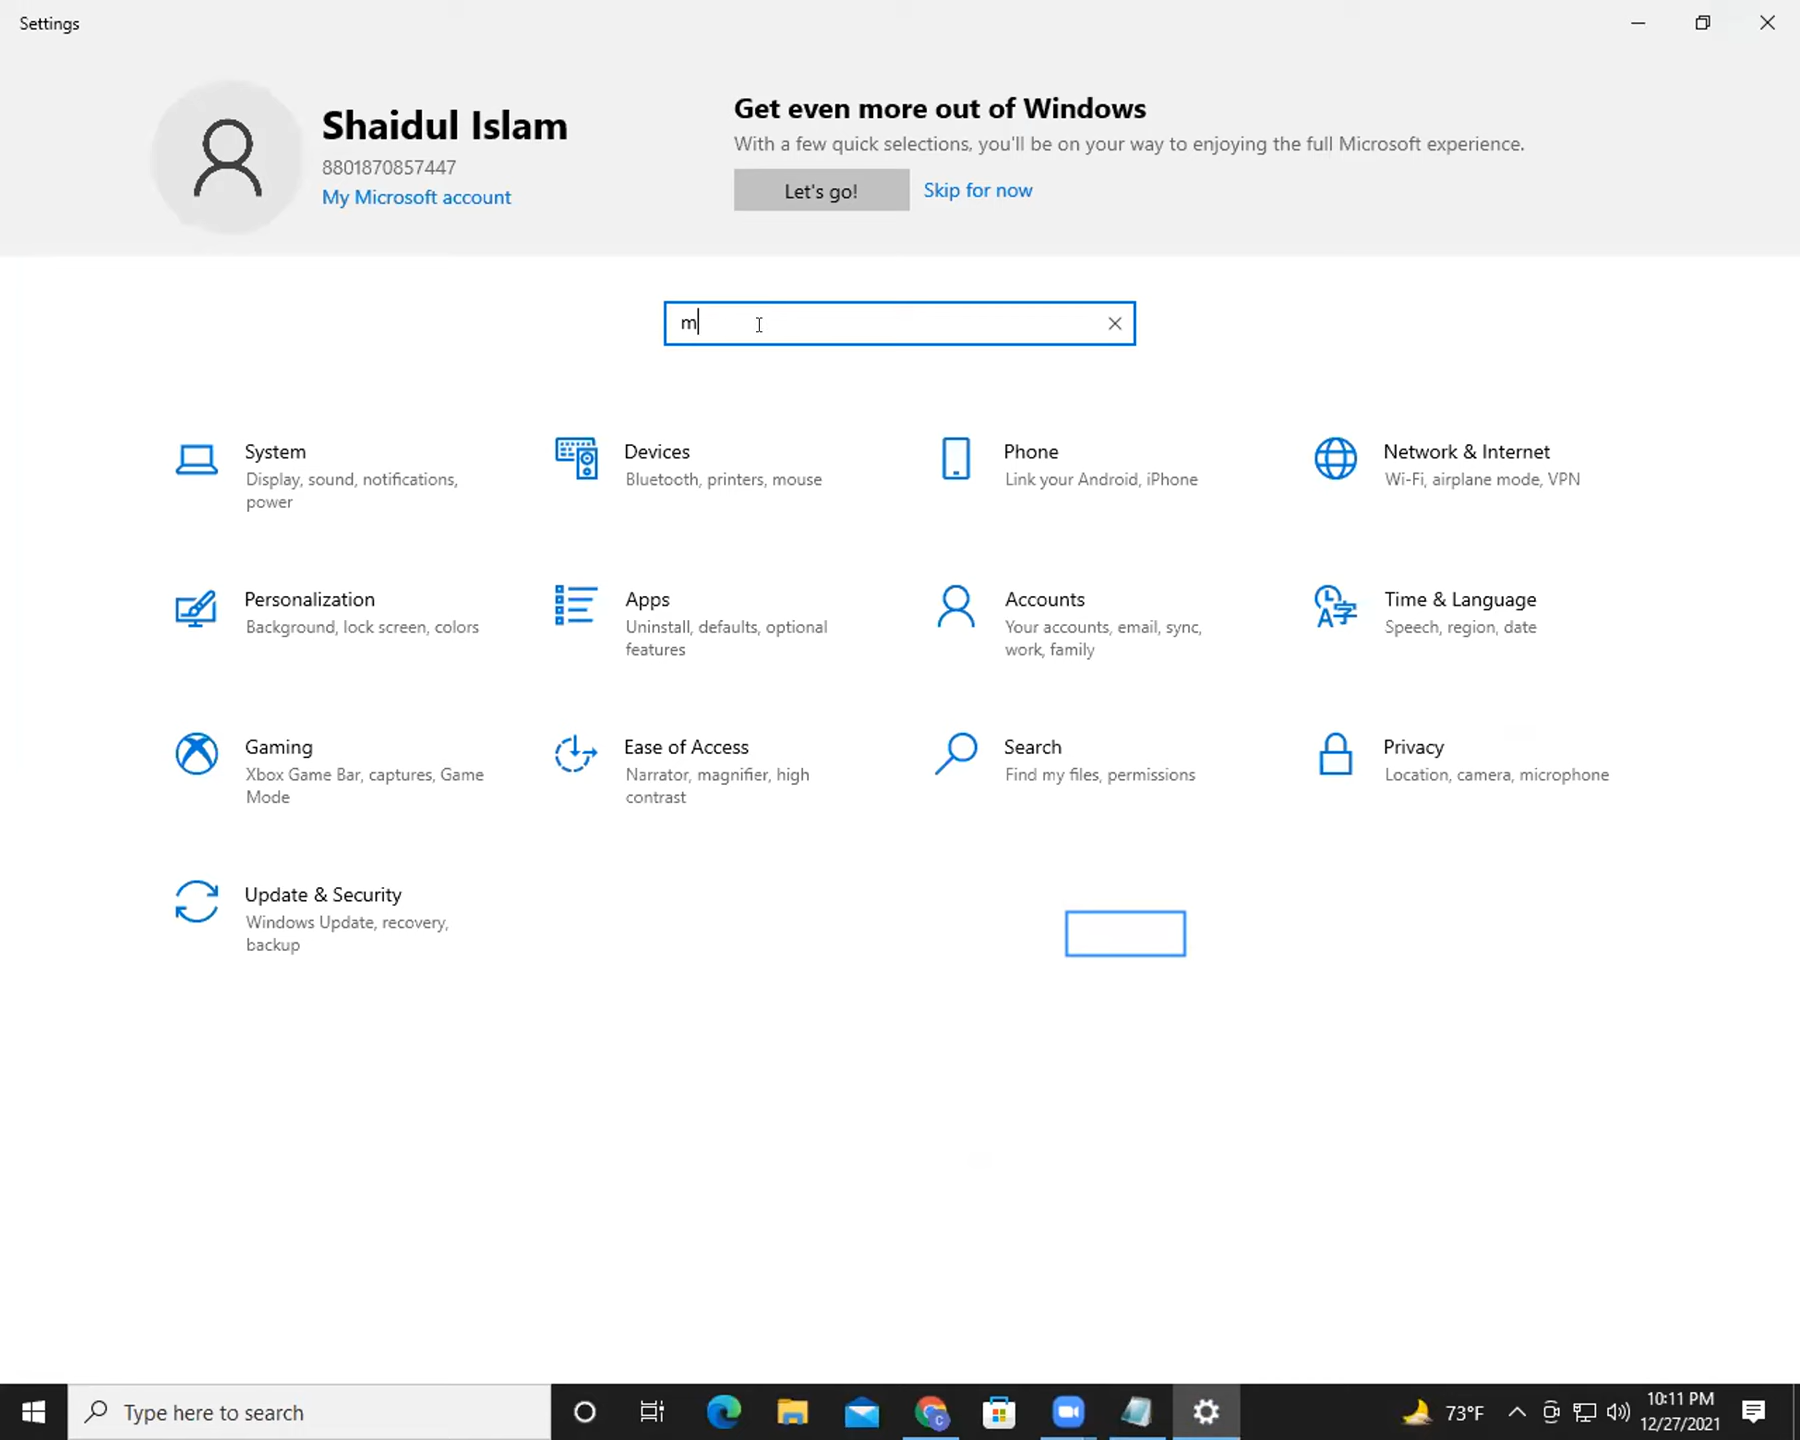 Settings
Shaidul Islam
8801870857447
My Microsoft account
Get even more out of Windows
With a few quick selections, you'll be on your way to enjoying the full Microsoft experience.
Let's go!
Skip for now
m
System
Display, sound, notifications,
power
Devices
Bluetooth, printers, mouse
Phone
Link your Android, iPhone
Network & Internet
Wi-Fi, airplane mode, VPN
Personalization
Background, lock screen, colors
Apps
Uninstall, defaults, optional
features
Accounts
Your accounts, email, sync,
work, family
Time & Language
Speech, region, date
Gaming
Xbox Game Bar, captures, Game
Mode
Ease of Access
Narrator, magnifier, high
contrast
Search
Find my files, permissions
Privacy
Location, camera, microphone
Update & Security
Windows Update, recovery,
backup
Type here to search
73°F
10:11 PM
12/27/2021